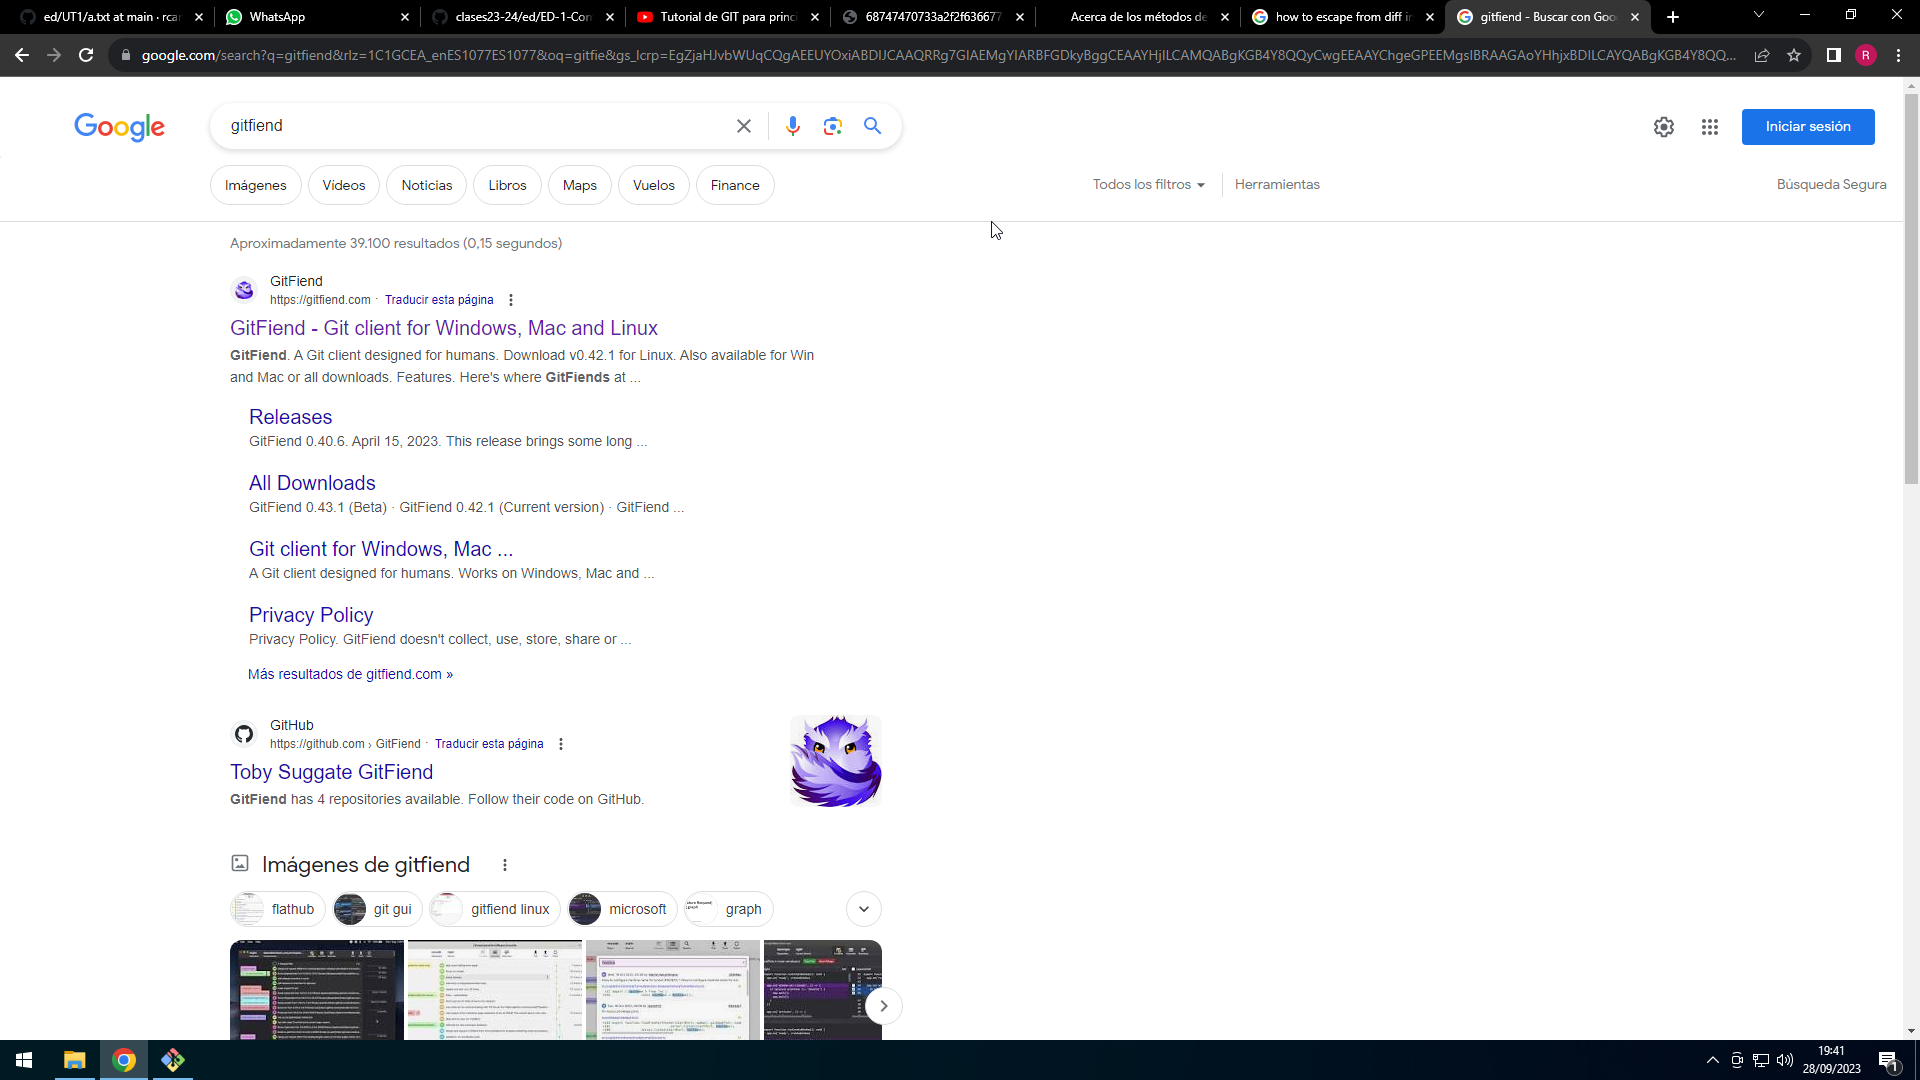 ed/UT1/a.txt at main · rcar
WhatsApp
clases23-24/ed/ED-1-Con
Tutorial de GIT para princi
68747470733a2f2f636677
Acerca de los métodos de
how to escape from diff in
gitfiend - Buscar con Goo
google.com/search?q=gitfiend&rlz=1C1GCEA_enES1077ES1077&oq=gitfie&gs_lcrp=EgZjaHJvbWUqCQgAEEUYOxiABDIJCAAQRRg7GIAEMgYIARBFGDkyBggCEAAYHjILCAMQABgKGB4Y8QQyCwgEEAAYChgeGPEEMgsIBRAAGAoYHhjxBDILCAYQABgKGB4Y8QQ...
R
Google
gitfiend
Iniciar sesión
Imágenes
Vídeos
Noticias
Libros
Maps
Vuelos
Finance
Todos los filtros
Herramientas
Búsqueda Segura
Aproximadamente 39.100 resultados (0,15 segundos)
GitFiend
https://gitfiend.com · Traducir esta página
GitFiend - Git client for Windows, Mac and Linux
GitFiend. A Git client designed for humans. Download v0.42.1 for Linux. Also available for Win
and Mac or all downloads. Features. Here's where GitFiends at ...
Releases
GitFiend 0.40.6. April 15, 2023. This release brings some long ...
All Downloads
GitFiend 0.43.1 (Beta) · GitFiend 0.42.1 (Current version) · GitFiend ...
Git client for Windows, Mac ...
A Git client designed for humans. Works on Windows, Mac and ...
Privacy Policy
Privacy Policy. GitFiend doesn't collect, use, store, share or ...
Más resultados de gitfiend.com »
GitHub
https://github.com › GitFiend · Traducir esta página
Toby Suggate GitFiend
GitFiend has 4 repositories available. Follow their code on GitHub.
Imágenes de gitfiend
flathub
git gui
gitfiend linux
microsoft
graph
19:41
28/09/2023
1